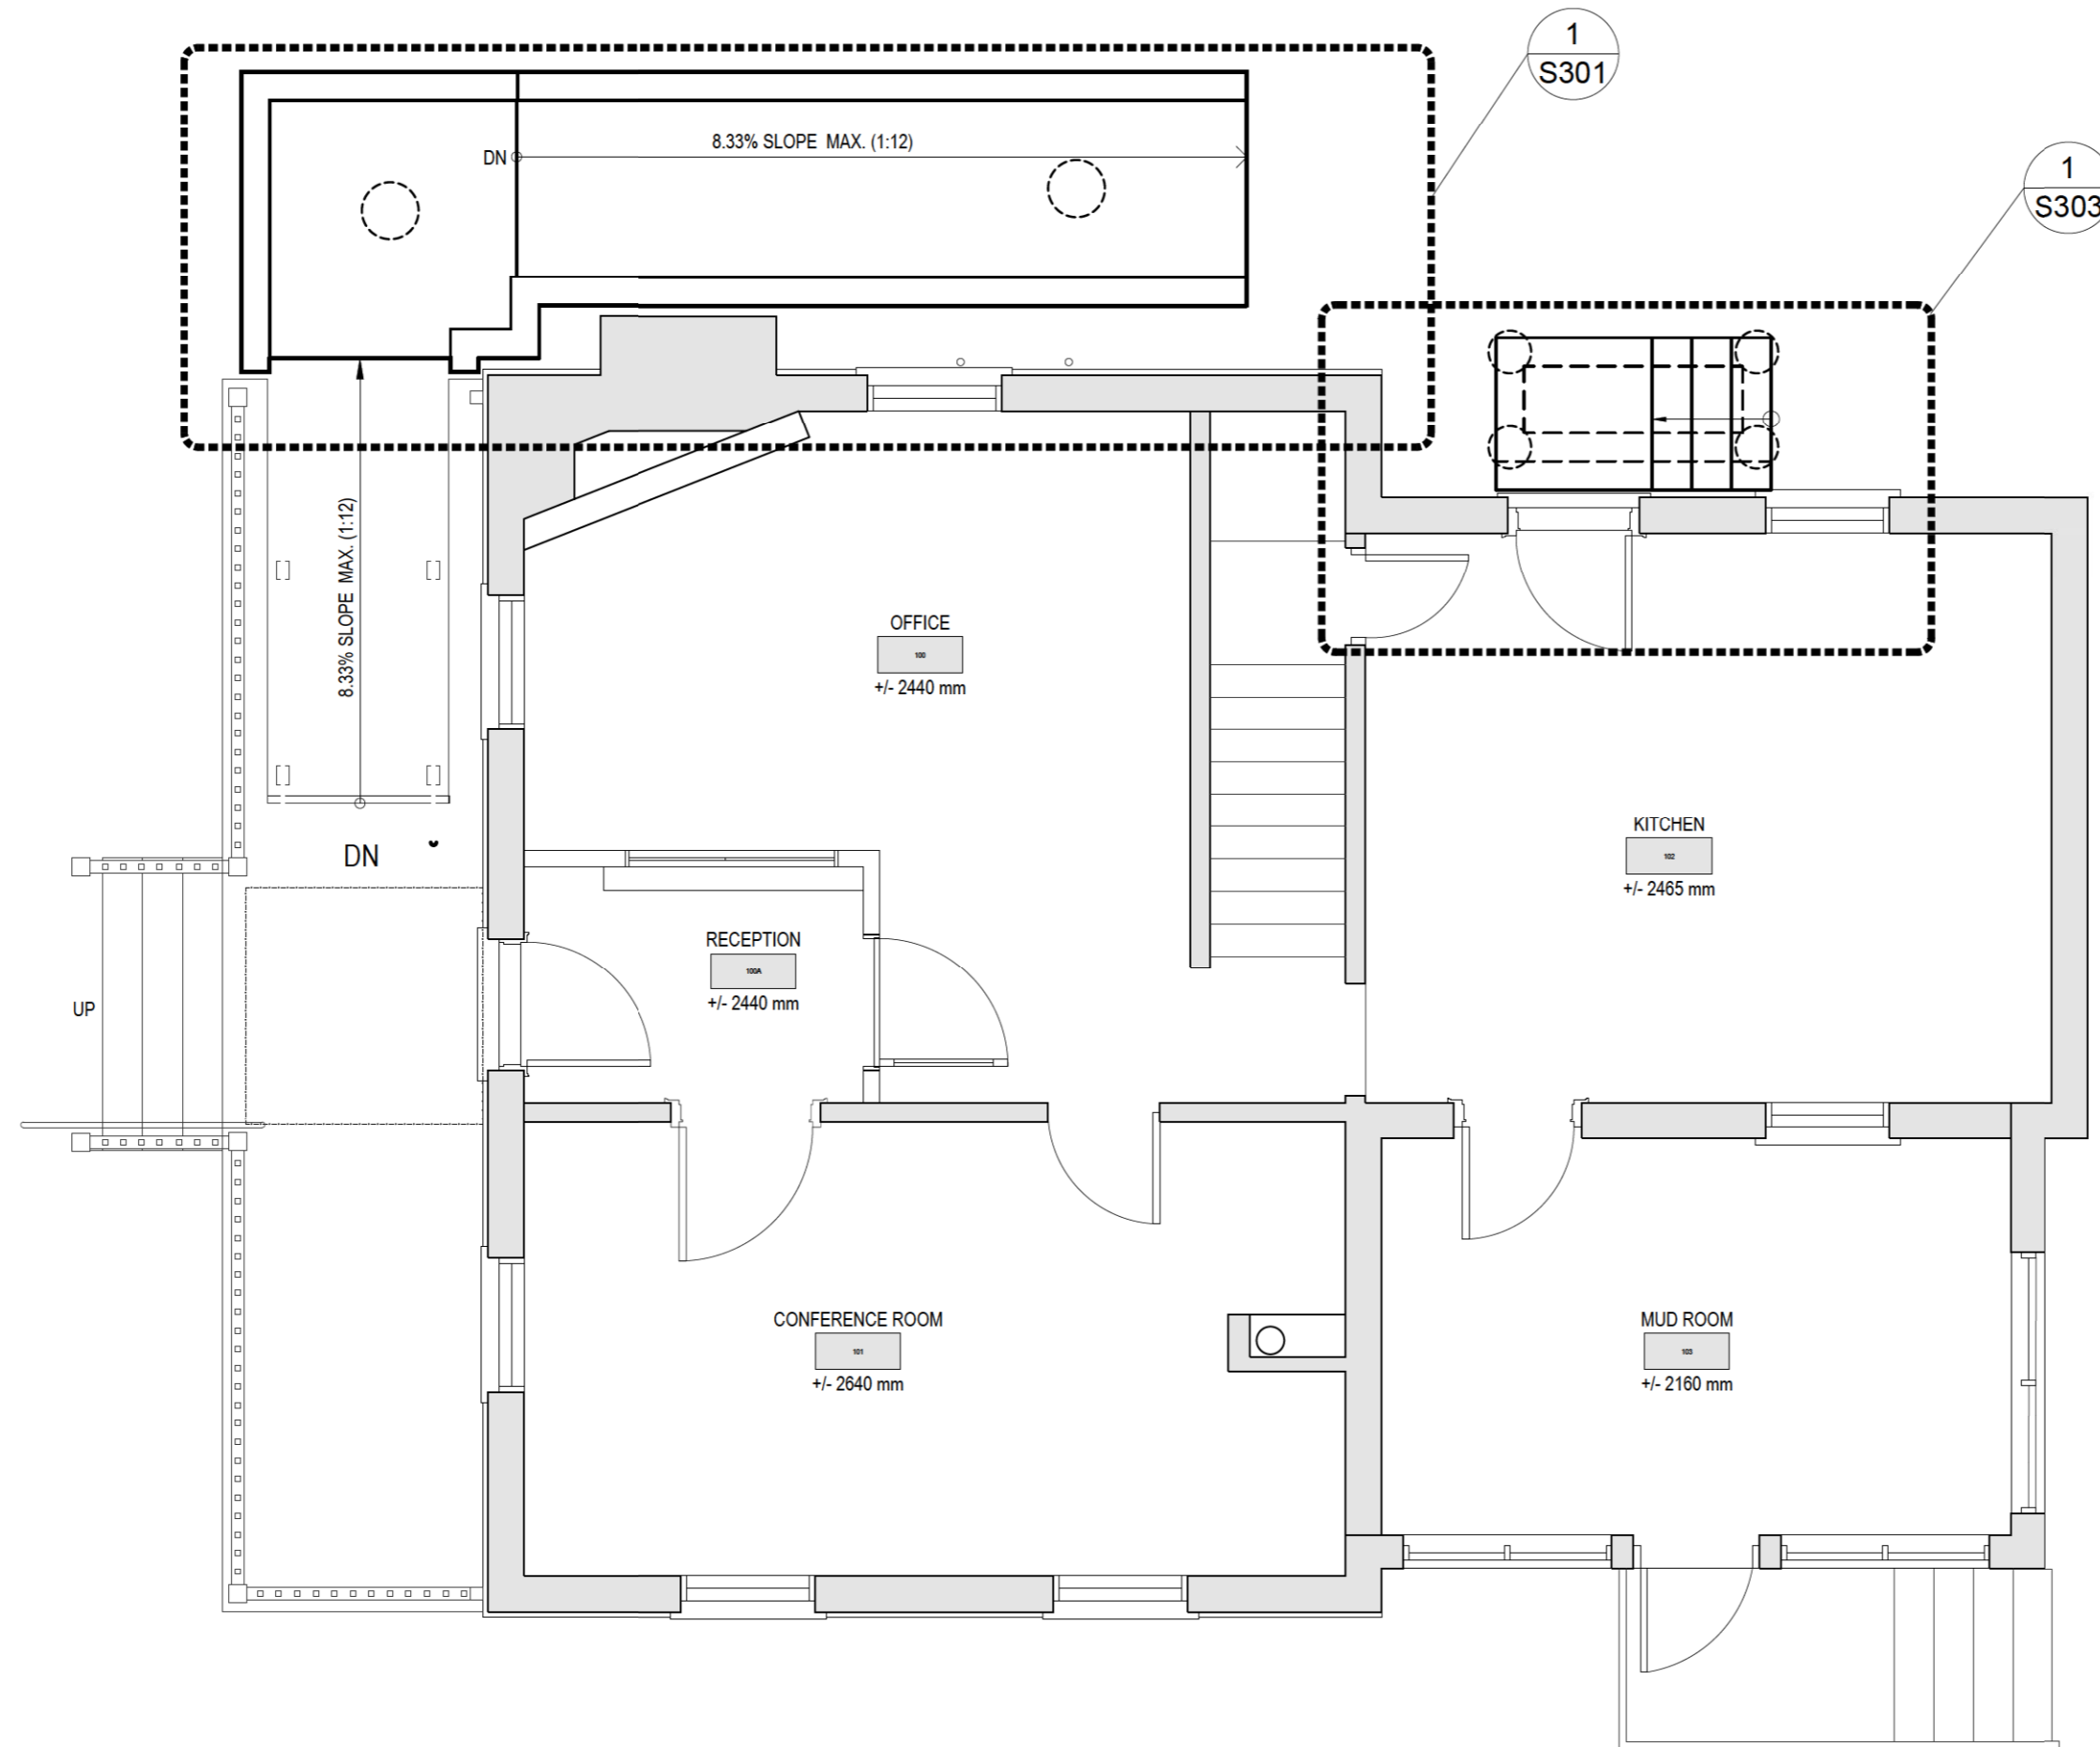 1
S301
1
S303
8.33% SLOPE MAX. (1:12)
DN
8.33% SLOPE MAX. (1:12)
OFFICE
100
+/- 2440 mm
KITCHEN
102
+/- 2465 mm
DN
RECEPTION
100A
+/- 2440 mm
UP
CONFERENCE ROOM
101
+/- 2640 mm
MUD ROOM
103
+/- 2160 mm